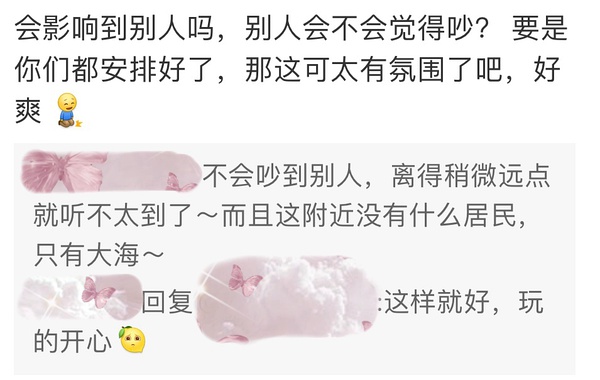 会影响到别人吗，别人会不会觉得吵？ 要是
你们都安排好了，那这可太有氛围了吧，好
爽
不会吵到别人，离得稍微远点
就听不太到了～而且这附近没有什么居民，
只有大海～
回复 :这样就好，玩
的开心